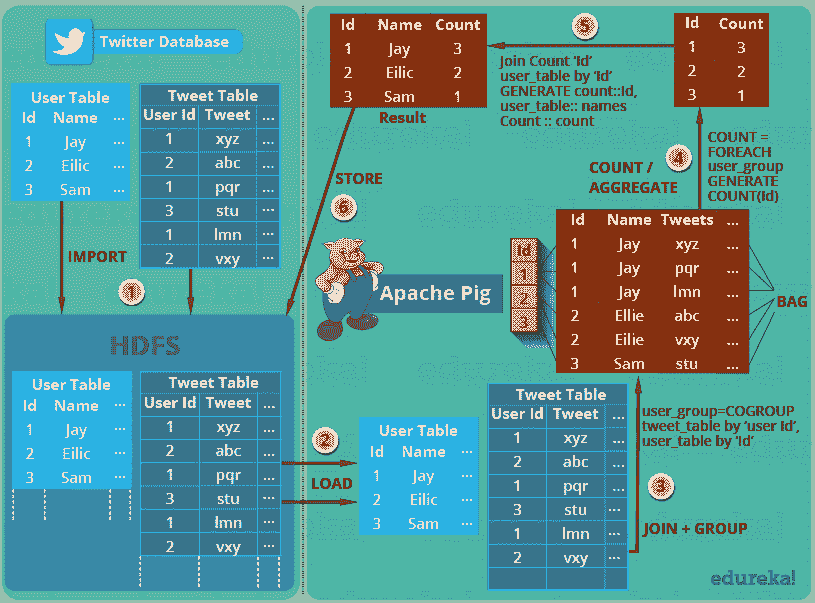 Twitter Database
User Table
Id Name ...
1 Jay ...
2 Eilic ...
3 Sam ...
Tweet Table
User Id Tweet ...
1 xyz ...
2 abc ...
1 pqr ...
3 stu ...
1 lmn ...
2 vxy ...
IMPORT
1
HDFS
User Table
Id Name ...
1 Jay ...
2 Eilic ...
3 Sam ...
Tweet Table
User Id Tweet ...
1 xyz ...
2 abc ...
1 pqr ...
3 stu ...
1 lmn ...
2 vxy ...
2
LOAD
User Table
Id Name ...
1 Jay ...
2 Eilic ...
3 Sam ...
Tweet Table
User Id Tweet ...
1 xyz ...
2 abc ...
1 pqr ...
3 stu ...
1 lmn ...
2 vxy ...
user_group=COGROUP
tweet_table by 'user Id',
user_table by 'Id'
3
JOIN + GROUP
Apache Pig
Id
1
2
3
Id Name Tweets ...
1 Jay xyz ...
1 Jay pqr ...
1 Jay lmn ...
2 Ellie abc ...
2 Eilie vxy ...
3 Sam stu ...
BAG
4
COUNT /
AGGREGATE
COUNT =
FOREACH
user_group
GENERATE
COUNT(Id)
Id Count
1 3
2 2
3 1
5
Join Count 'Id'
user_table by 'Id'
GENERATE count::Id,
user_table:: names
Count :: count
Id Name Count
1 Jay 3
2 Eilic 2
3 Sam 1
Result
STORE
6
edureka!